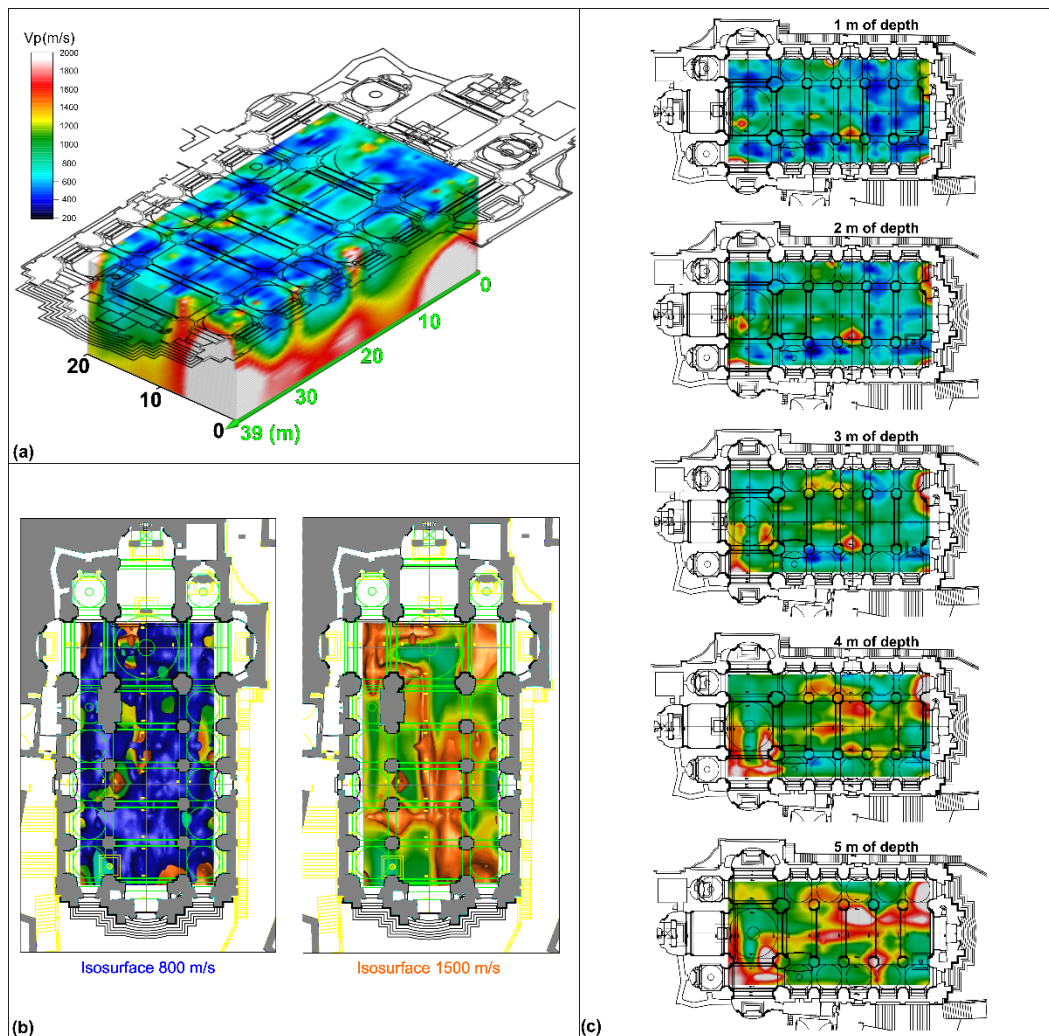 Vp(m/s)
2000
1800
1600
1400
1200
1000
800
600
400
200
0
10
20
30
39 (m)
20
10
0
(a)
Isosurface 800 m/s
Isosurface 1500 m/s
(b)
1 m of depth
2 m of depth
3 m of depth
4 m of depth
5 m of depth
(c)